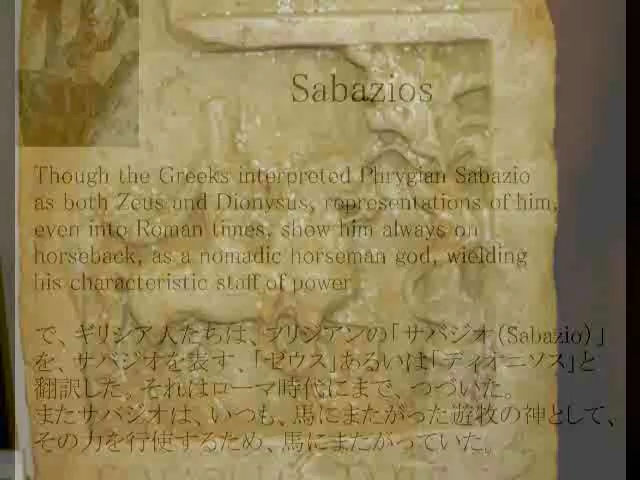 Sabazios
Though the Greeks interpreted Phrygian Sabazio
as both Zeus and Dionysus, representations of him,
even into Roman times, show him always on
horseback, as a nomadic horseman god, wielding
his characteristic staff of power
で、ギリシア人たちは、フリジアンの「サバジオ(Sabazio)」
を、サバジオを表す、「ゼウス」あるいは「ディオニソス」と
翻訳した。それはローマ時代にまで、つづいた。
またサバジオは、いつも、馬にまたがった遊牧の神として、
その力を行使するため、馬にまたがっていた。